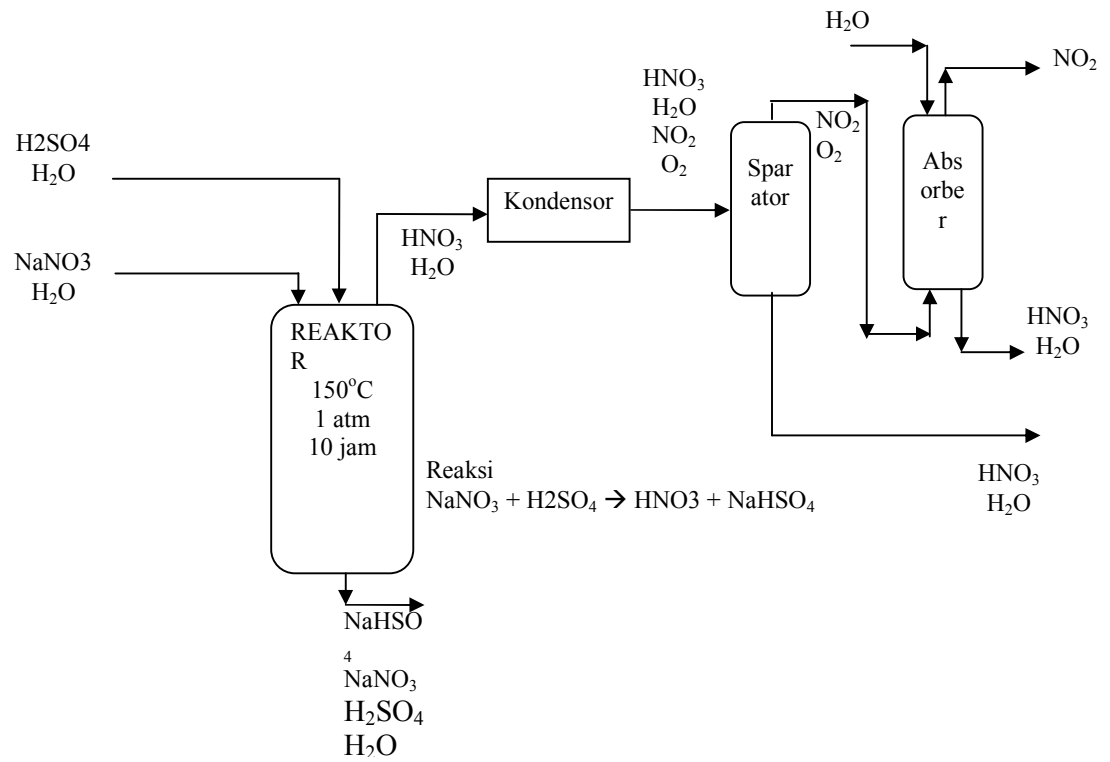 H₂O
NO₂
HNO₃
H₂O
NO₂
O₂
H2SO4
H₂O
NaNO3
H₂O
Kondensor
HNO₃
H₂O
Spar
ator
NO₂
O₂
Abs
orbe
r
HNO₃
H₂O
REAKTO
R
150°C
1 atm
10 jam
Reaksi
NaNO₃ + H2SO₄ → HNO3 + NaHSO₄
HNO₃
H₂O
NaHSO
4
NaNO₃
H₂SO₄
H₂O